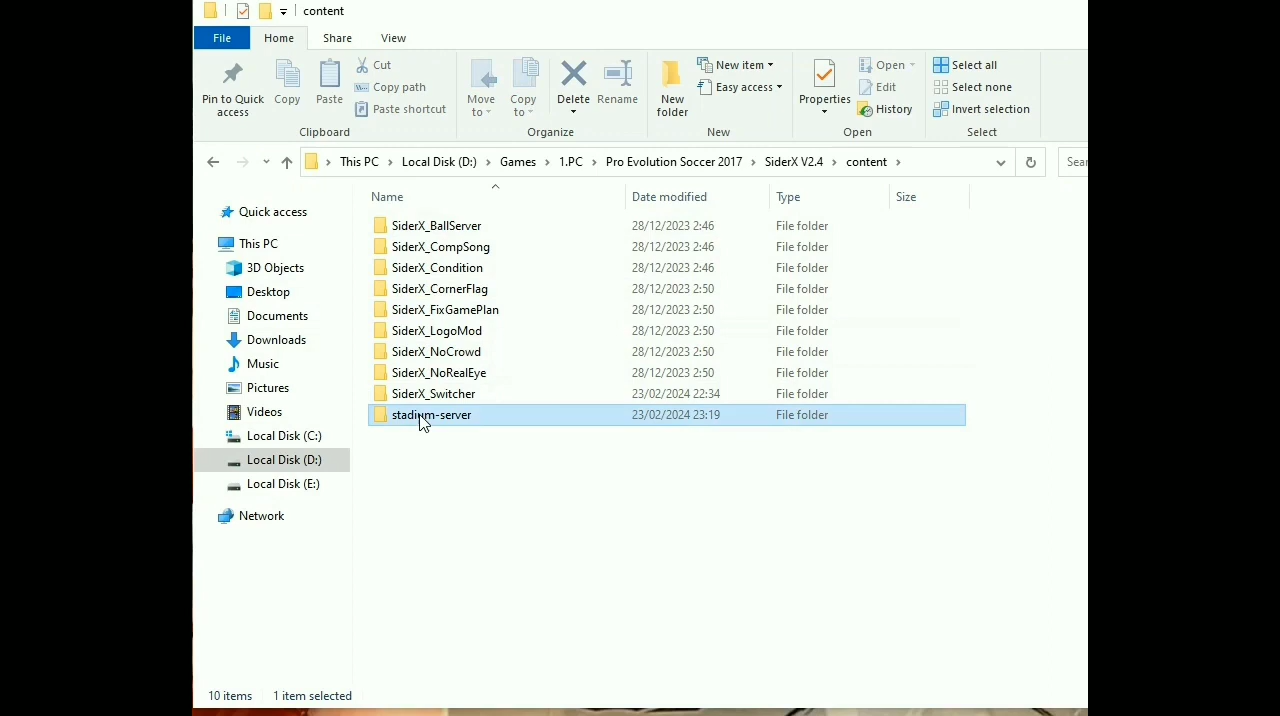 content
File Home Share View
Pin to Quick access
Copy
Paste
Cut
Copy path
Paste shortcut
Clipboard
Move to
Copy to
Delete
Rename
Organize
New folder
New item
Easy access
New
Properties
Open
Edit
History
Open
Select all
Select none
Invert selection
Select
This PC > Local Disk (D:) > Games > 1.PC > Pro Evolution Soccer 2017 > SiderX V2.4 > content >
Name Date modified Type Size
Quick access
This PC
3D Objects
Desktop
Documents
Downloads
Music
Pictures
Videos
Local Disk (C:)
Local Disk (D:)
Local Disk (E:)
Network
SiderX_BallServer 28/12/2023 2:46 File folder
SiderX_CompSong 28/12/2023 2:46 File folder
SiderX_Condition 28/12/2023 2:46 File folder
SiderX_CornerFlag 28/12/2023 2:50 File folder
SiderX_FixGamePlan 28/12/2023 2:50 File folder
SiderX_LogoMod 28/12/2023 2:50 File folder
SiderX_NoCrowd 28/12/2023 2:50 File folder
SiderX_NoRealEye 28/12/2023 2:50 File folder
SiderX_Switcher 23/02/2024 22:34 File folder
stadium-server 23/02/2024 23:19 File folder
10 items 1 item selected